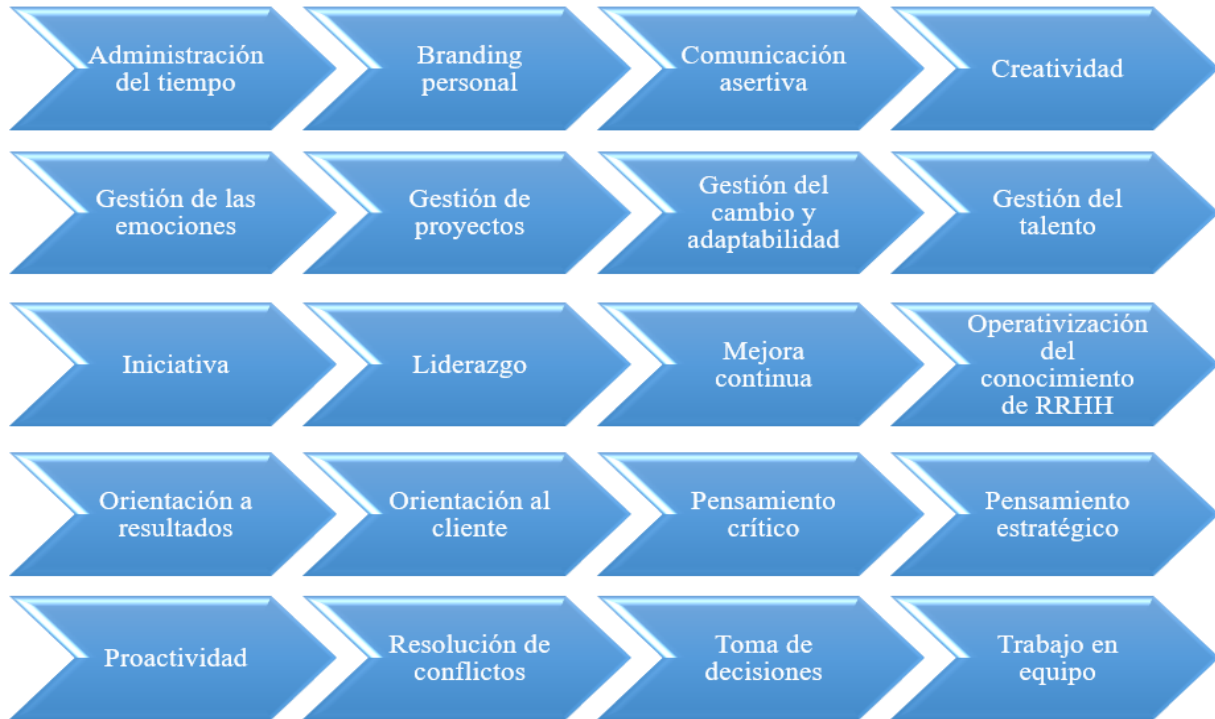 Administración
del tiempo
Branding
personal
Comunicación
asertiva
Creatividad
Gestión de las
emociones
Gestión de
proyectos
Gestión del
cambio y
adaptabilidad
Gestión del
talento
Iniciativa
Liderazgo
Mejora
continua
Operativización
del
conocimiento
de RRHH
Orientación a
resultados
Orientación al
cliente
Pensamiento
crítico
Pensamiento
estratégico
Proactividad
Resolución de
conflictos
Toma de
decisiones
Trabajo en
equipo